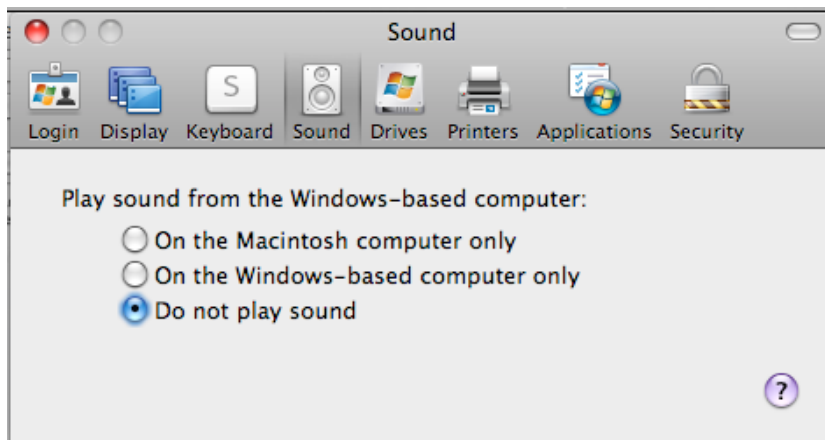 Sound
S
Login Display Keyboard Sound Drives Printers Applications Security
Play sound from the Windows-based computer:
On the Macintosh computer only
On the Windows-based computer only
Do not play sound
?